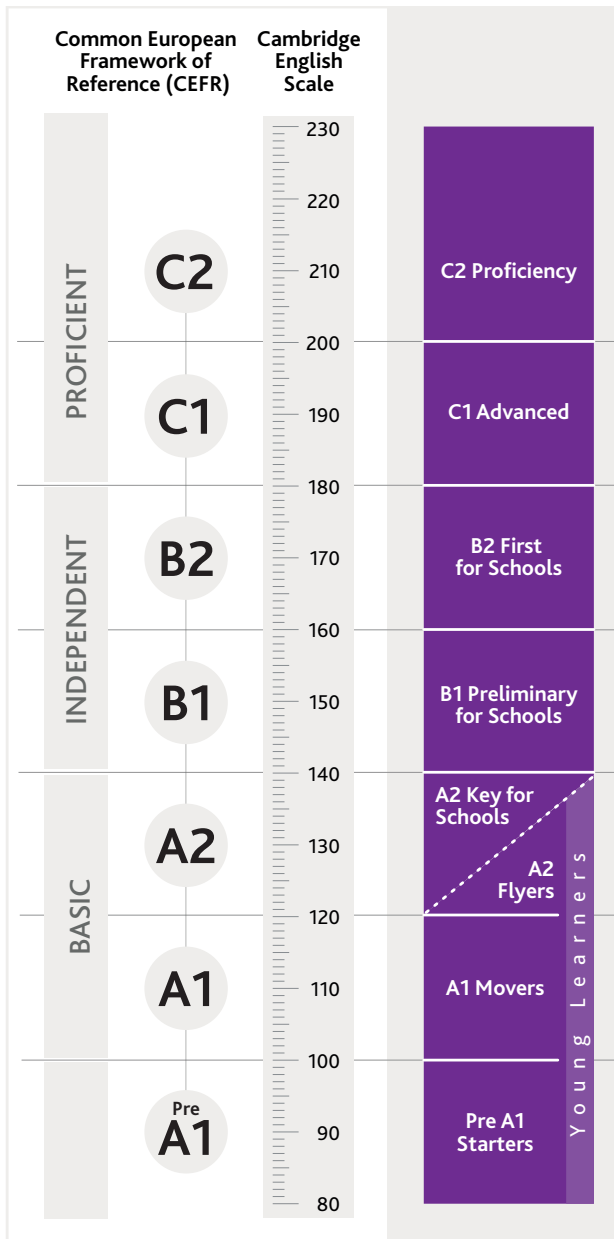 Common European
Framework of
Reference (CEFR)
Cambridge
English
Scale
PROFICIENT
INDEPENDENT
BASIC
C2
C1
B2
B1
A2
A1
Pre
A1
230
220
210
200
190
180
170
160
150
140
130
120
110
100
90
80
C2 Proficiency
C1 Advanced
B2 First
for Schools
B1 Preliminary
for Schools
A2 Key for
Schools
A2
Flyers
A1 Movers
Pre A1
Starters
Young Learners